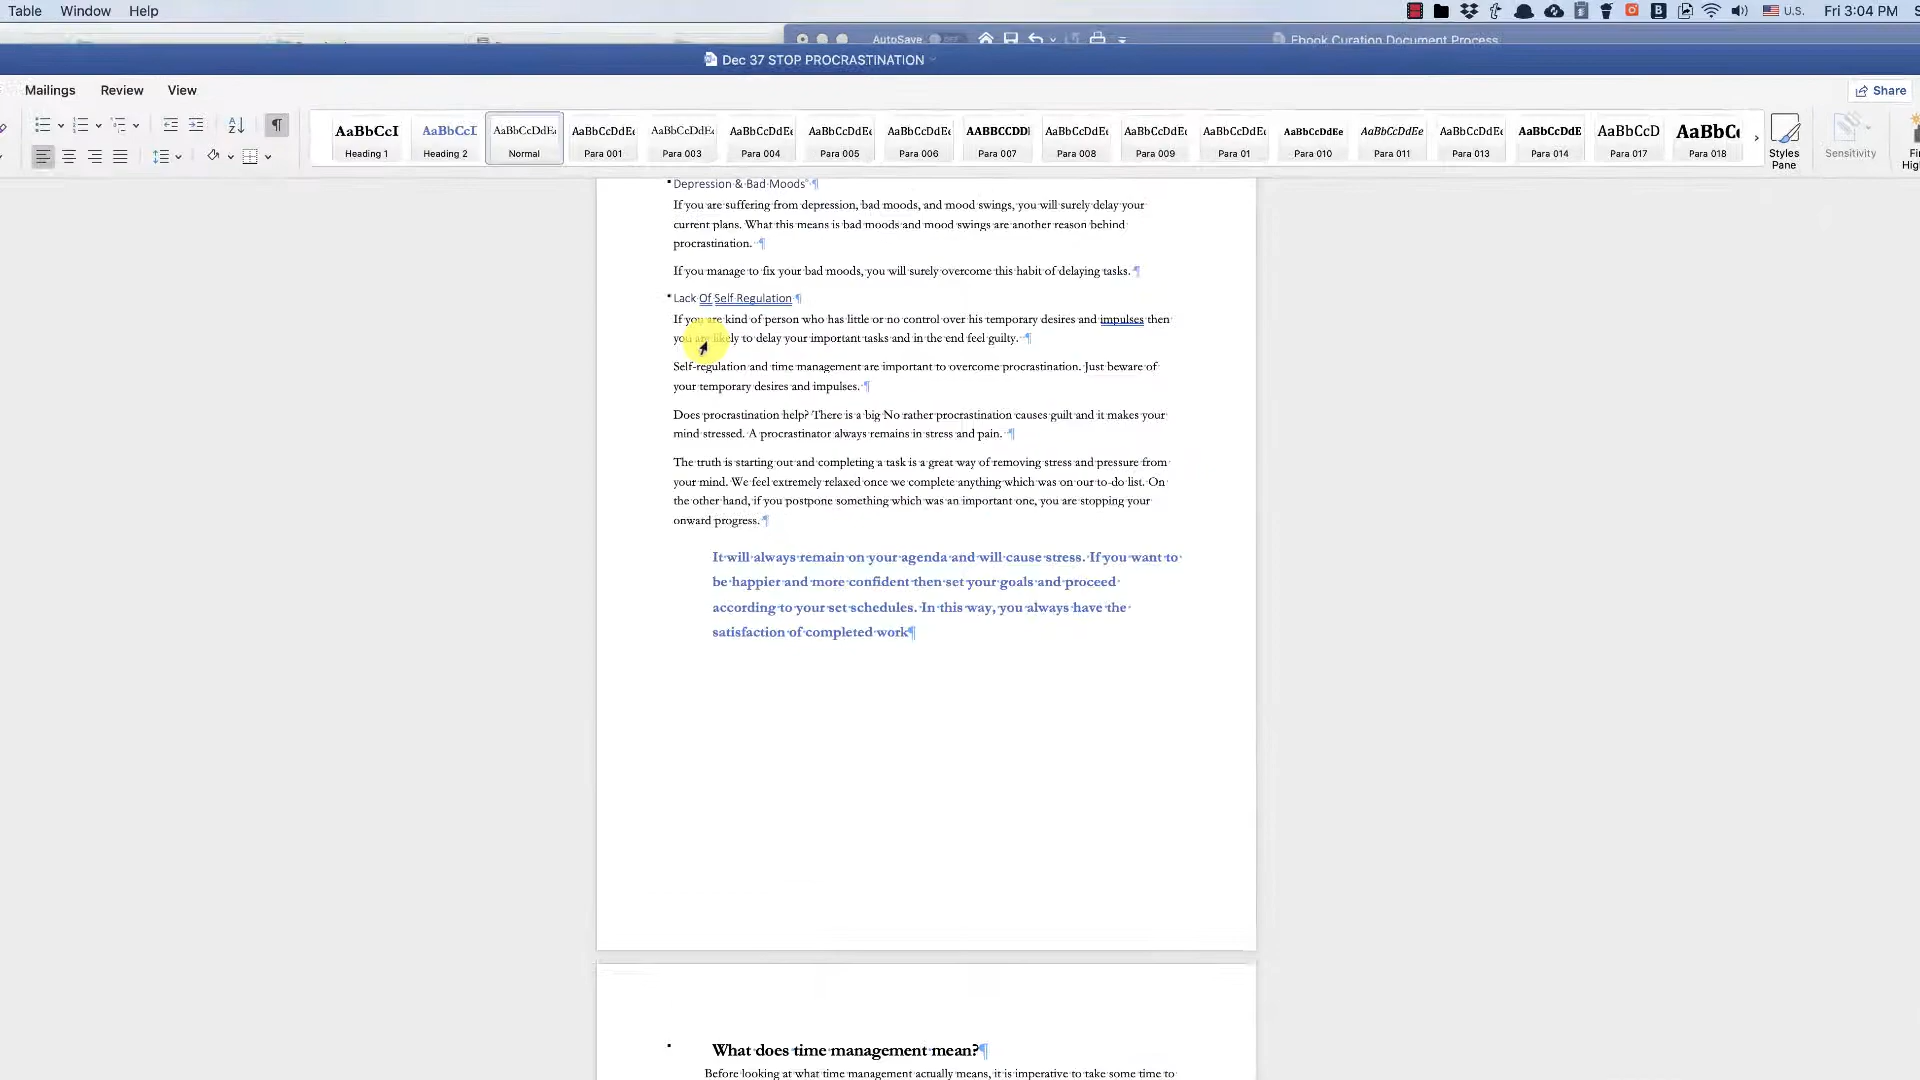 Table Window Help
U.S. Fri 3:04 PM
AutoSave
Ebook Curation Document Process
Dec 37 STOP PROCRASTINATION
Mailings Review View
Share
AaBbCcI AaBbCcI AaBbCcDdE AaBbCcDdE AaBbCcDdE AaBbCcDdE AaBbCcDdE AaBbCcDdE AABBCCDD AaBbCcDdE AaBbCcDdE AaBbCcDdE AaBbCcDdEe AaBbCcDdEe AaBbCcDdE AaBbCcDdE AaBbCcD AaBbC
Heading 1 Heading 2 Normal Para 001 Para 003 Para 004 Para 005 Para 006 Para 007 Para 008 Para 009 Para 01 Para 010 Para 011 Para 013 Para 014 Para 017 Para 018
Styles
Pane
Sensitivity
Depression & Bad Moods
If you are suffering from depression, bad moods, and mood swings, you will surely delay your
current plans. What this means is bad moods and mood swings are another reason behind
procrastination.
If you manage to fix your bad moods, you will surely overcome this habit of delaying tasks.
Lack Of Self Regulation
If you are kind of person who has little or no control over his temporary desires and impulses then
you are likely to delay your important tasks and in the end feel guilty.
Self-regulation and time management are important to overcome procrastination. Just beware of
your temporary desires and impulses.
Does procrastination help? There is a big No rather procrastination causes guilt and it makes your
mind stressed. A procrastinator always remains in stress and pain.
The truth is starting out and completing a task is a great way of removing stress and pressure from
your mind. We feel extremely relaxed once we complete anything which was on our to-do list. On
the other hand, if you postpone something which was an important one, you are stopping your
onward progress.
It will always remain on your agenda and will cause stress. If you want to
be happier and more confident then set your goals and proceed
according to your set schedules. In this way, you always have the
satisfaction of completed work
What does time management mean?
Before looking at what time management actually means, it is imperative to take some time to